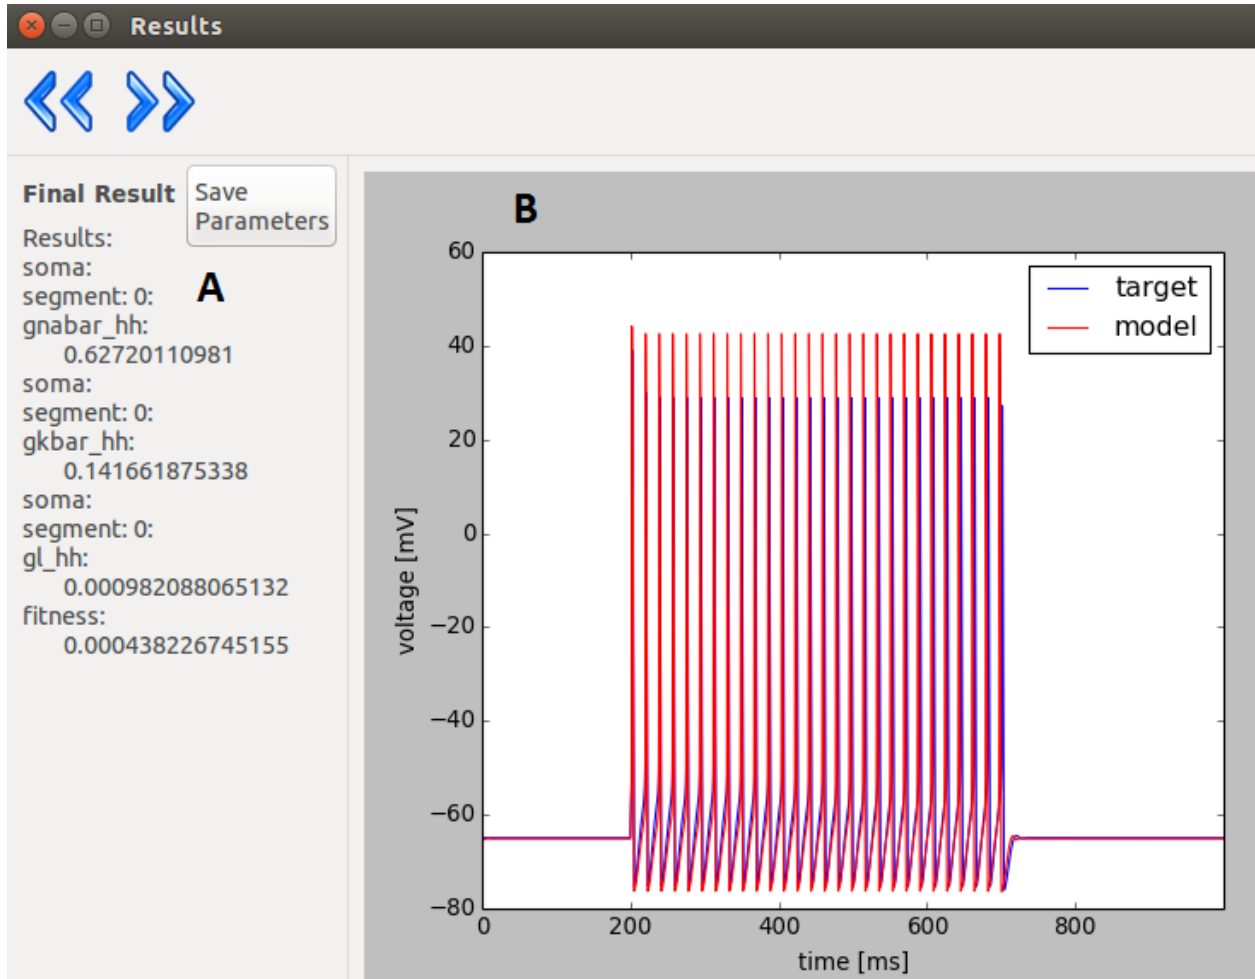 Results
Final Result
Save
Parameters
Results:
soma:
segment: 0:
gnabar_hh:
0.62720110981
soma:
segment: 0:
gkbar_hh:
0.141661875338
soma:
segment: 0:
gl_hh:
0.000982088065132
fitness:
0.000438226745155
A
B
60
40
20
0
−20
−40
−60
−80
voltage [mV]
target
model
0
200
400
600
800
time [ms]